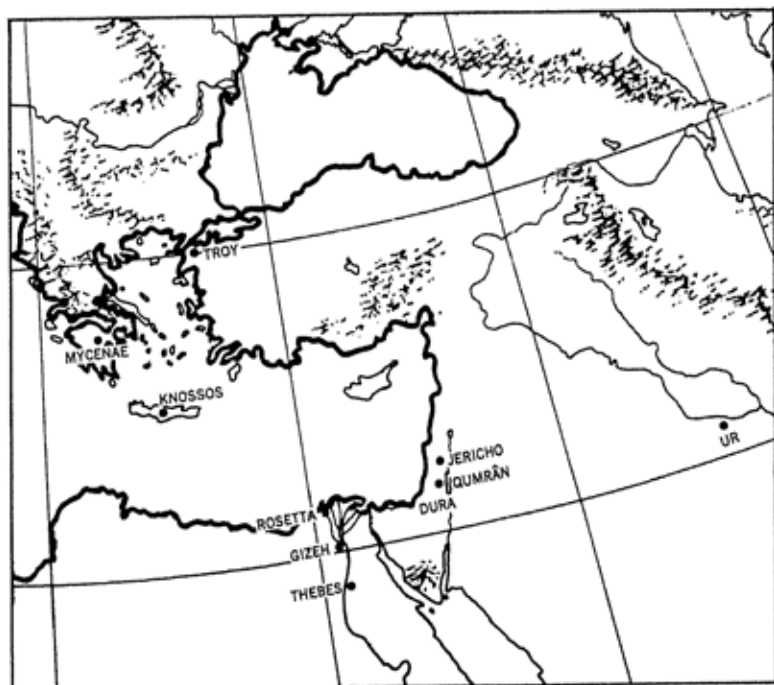 TROY
MYCENAE
KNOSSOS
UR
JERICHO
QUMRÂN
DURA
ROSETTA
GIZEH
THEBES